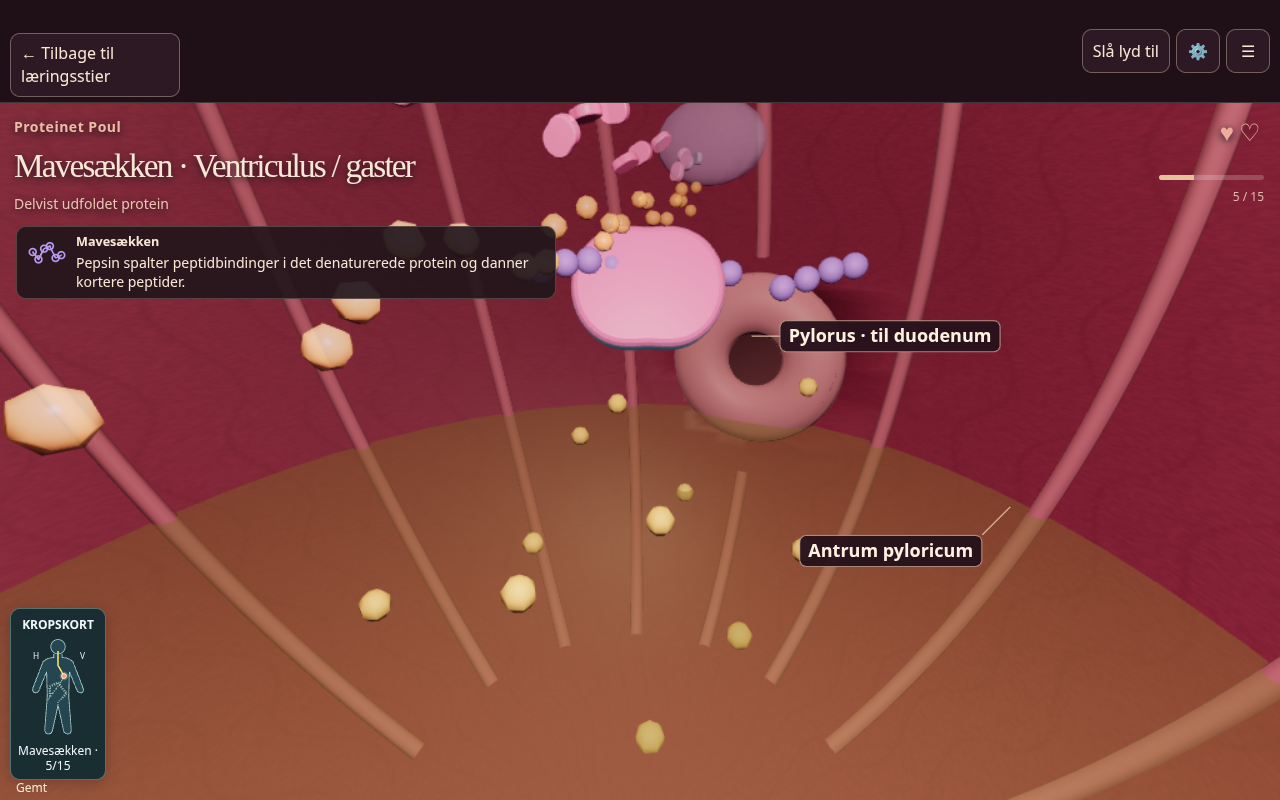 ← Tilbage til
læringsstier
Slå lyd til
Proteinet Poul
Mavesækken · Ventriculus / gaster
Delvist udfoldet protein
5 / 15
Mavesækken
Pepsin spalter peptidbindinger i det denaturerede protein og danner
kortere peptider.
Pylorus · til duodenum
Antrum pyloricum
KROPSKORT
H V
Mavesækken ·
5/15
Gemt